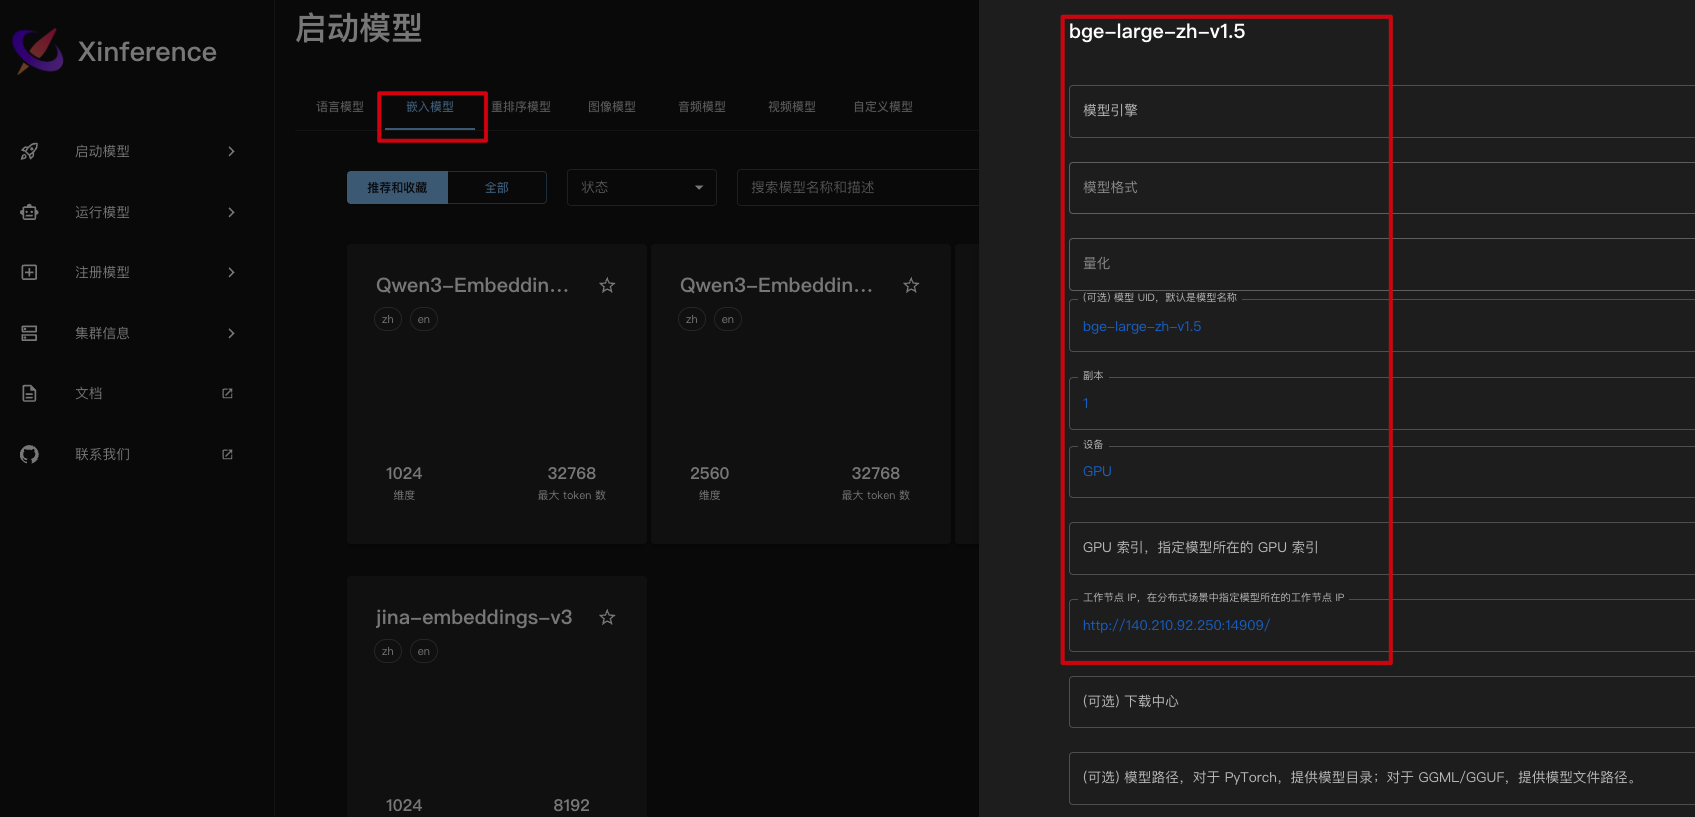 Xinference
启动模型
运行模型
注册模型
集群信息
文档
联系我们
启动模型
语言模型 嵌入模型 重排序模型 图像模型 音频模型 视频模型 自定义模型
推荐和收藏 全部 状态 搜索模型名称和描述
Qwen3-Embeddin...
zh en
1024 32768
维度 最大 token 数
Qwen3-Embeddin...
zh en
2560 32768
维度 最大 token 数
jina-embeddings-v3
zh en
1024 8192
bge-large-zh-v1.5
模型引擎
模型格式
量化
(可选) 模型 UID，默认是模型名称
bge-large-zh-v1.5
副本
1
设备
GPU
GPU 索引，指定模型所在的 GPU 索引
工作节点 IP，在分布式场景中指定模型所在的工作节点 IP
http://140.210.92.250:14909/
(可选) 下载中心
(可选) 模型路径，对于 PyTorch，提供模型目录；对于 GGML/GGUF，提供模型文件路径。